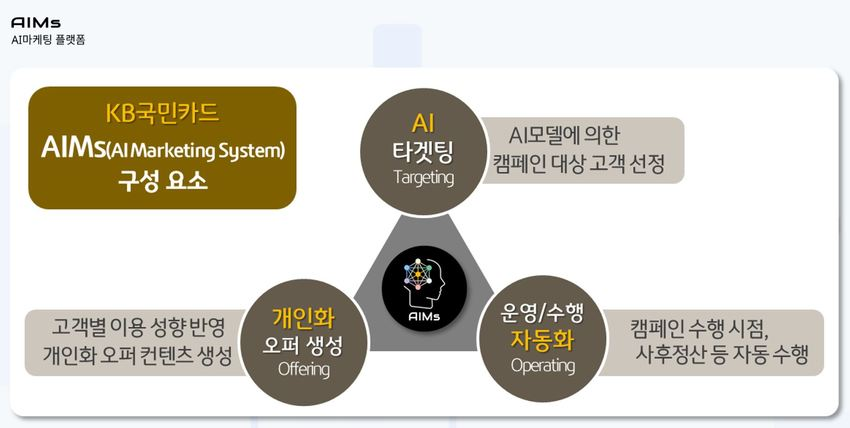 AIMs
AI마케팅 플랫폼
KB국민카드
AIMs(AI Marketing System)
구성 요소
AI
타겟팅
Targeting
AI모델에 의한
캠페인 대상 고객 선정
AIMs
고객별 이용 성향 반영
개인화 오퍼 컨텐츠 생성
개인화
오퍼 생성
Offering
운영/수행
자동화
Operating
캠페인 수행 시점,
사후정산 등 자동 수행